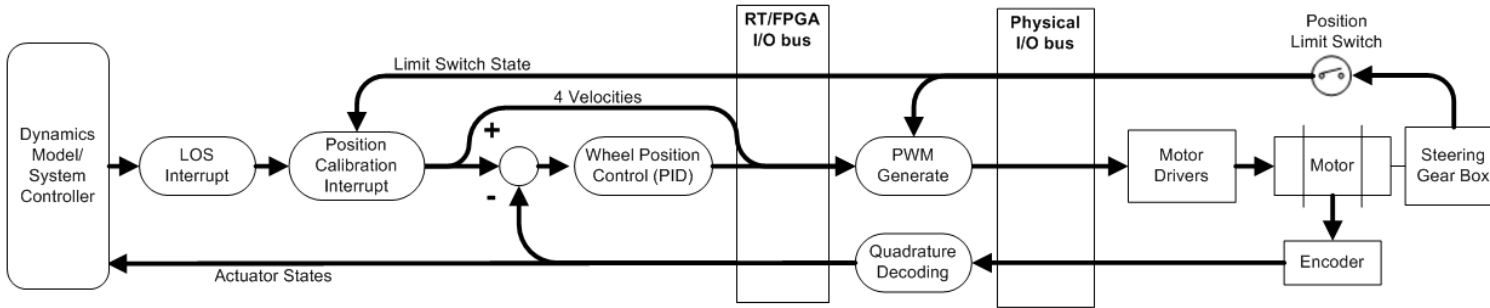 RT/FPGA
I/O bus
Physical
I/O bus
Position
Limit Switch
Limit Switch State
4 Velocities
+
-
Dynamics
Model/
System
Controller
LOS
Interrupt
Position
Calibration
Interrupt
Wheel Position
Control (PID)
PWM
Generate
Motor
Drivers
Motor
Steering
Gear Box
Actuator States
Quadrature
Decoding
Encoder